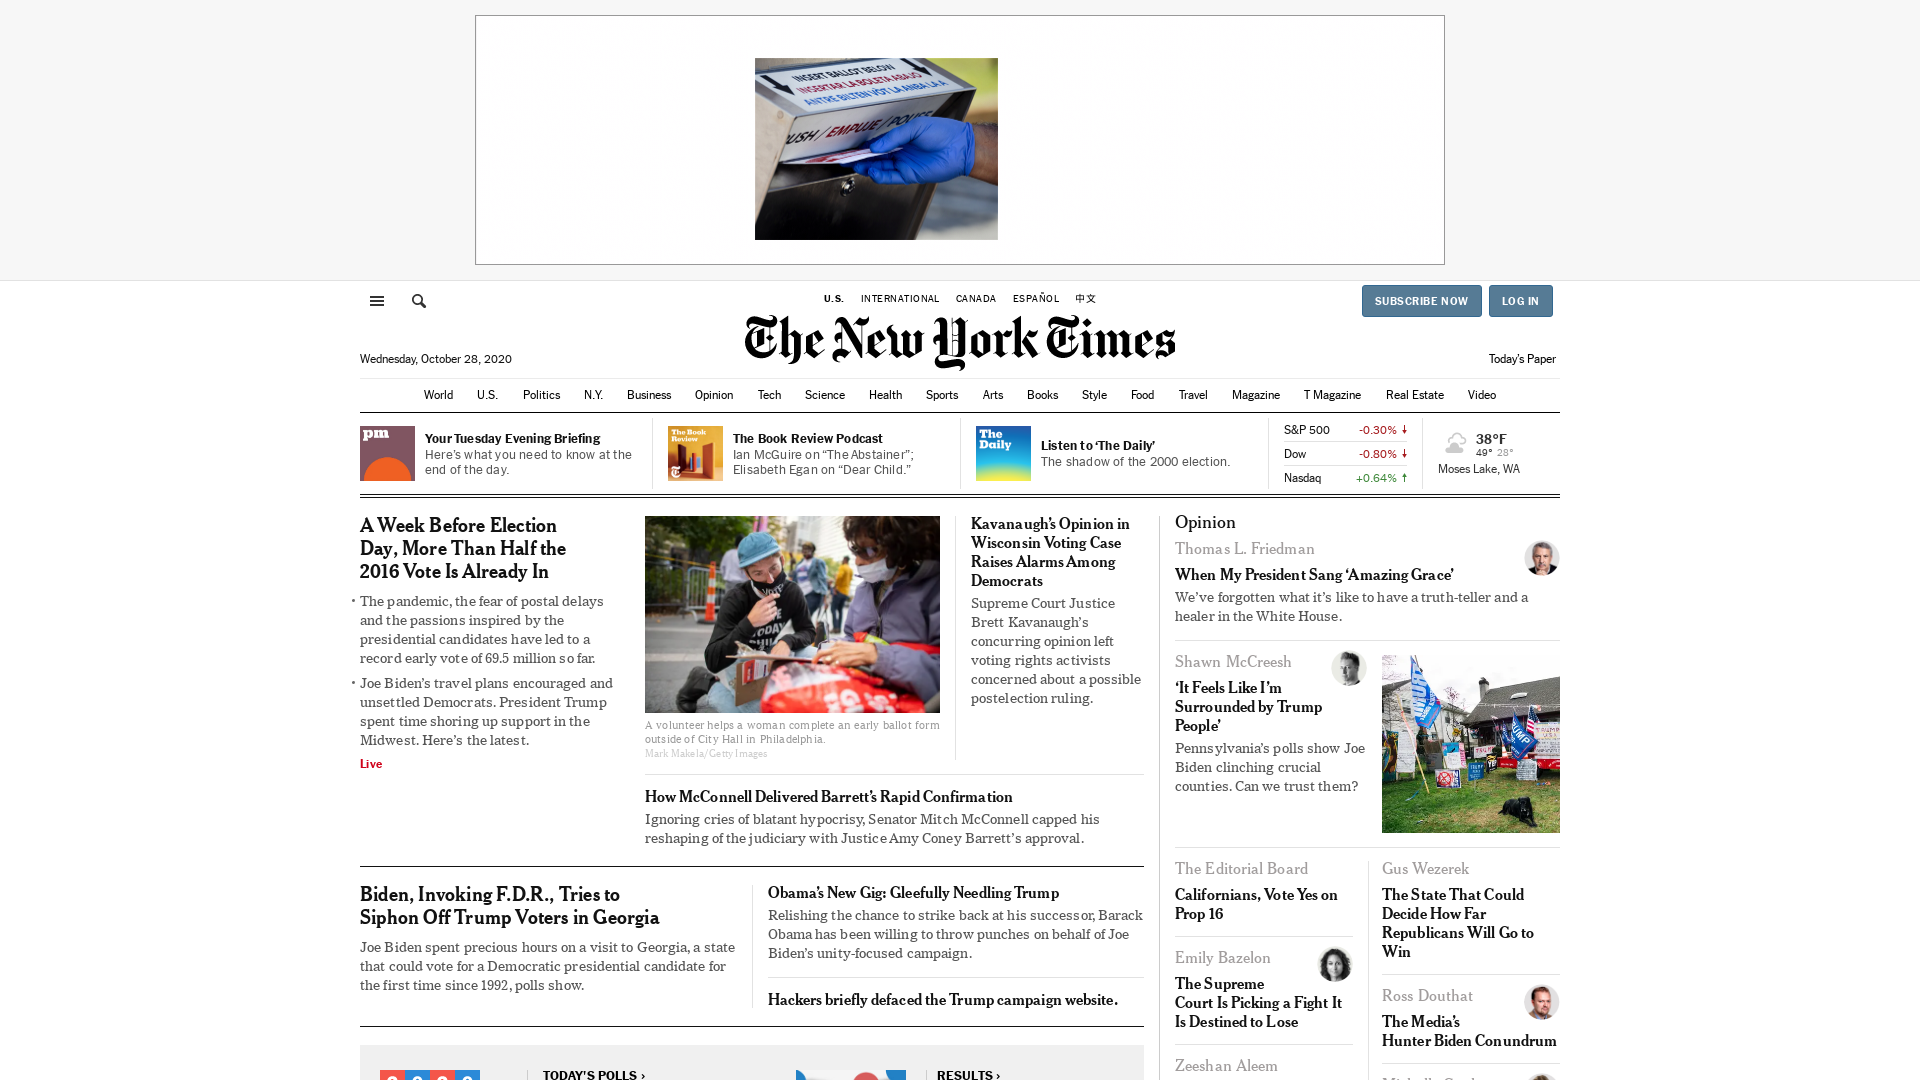 INSERT BALLOT BELOW
INSERTAR LA BOLETA ABAJO
ANTRE BILTEN VÒT LA ANBA LA A
PUSH / EMPUJE /
U.S. INTERNATIONAL CANADA ESPAÑOL 中文
SUBSCRIBE NOW LOG IN
The New York Times
Wednesday, October 28, 2020
Today's Paper
World U.S. Politics N.Y. Business Opinion Tech Science Health Sports Arts Books Style Food Travel Magazine T Magazine Real Estate Video
pm
Your Tuesday Evening Briefing
Here's what you need to know at the
end of the day.
The Book
Review
The Book Review Podcast
Ian McGuire on “The Abstainer”;
Elisabeth Egan on “Dear Child.”
The
Daily
Listen to ‘The Daily’
The shadow of the 2000 election.
S&P 500 -0.30%
Dow -0.80%
Nasdaq +0.64%
38°F
49° 28°
Moses Lake, WA
A Week Before Election
Day, More Than Half the
2016 Vote Is Already In
• The pandemic, the fear of postal delays
and the passions inspired by the
presidential candidates have led to a
record early vote of 69.5 million so far.
• Joe Biden’s travel plans encouraged and
unsettled Democrats. President Trump
spent time shoring up support in the
Midwest. Here’s the latest.
Live
A volunteer helps a woman complete an early ballot form
outside of City Hall in Philadelphia.
Mark Makela/Getty Images
Kavanaugh’s Opinion in
Wisconsin Voting Case
Raises Alarms Among
Democrats
Supreme Court Justice
Brett Kavanaugh’s
concurring opinion left
voting rights activists
concerned about a possible
postelection ruling.
How McConnell Delivered Barrett’s Rapid Confirmation
Ignoring cries of blatant hypocrisy, Senator Mitch McConnell capped his
reshaping of the judiciary with Justice Amy Coney Barrett’s approval.
Biden, Invoking F.D.R., Tries to
Siphon Off Trump Voters in Georgia
Joe Biden spent precious hours on a visit to Georgia, a state
that could vote for a Democratic presidential candidate for
the first time since 1992, polls show.
Obama’s New Gig: Gleefully Needling Trump
Relishing the chance to strike back at his successor, Barack
Obama has been willing to throw punches on behalf of Joe
Biden’s unity-focused campaign.
Hackers briefly defaced the Trump campaign website.
TODAY'S POLLS ›
RESULTS ›
Opinion
Thomas L. Friedman
When My President Sang ‘Amazing Grace’
We’ve forgotten what it’s like to have a truth-teller and a
healer in the White House.
Shawn McCreesh
‘It Feels Like I’m
Surrounded by Trump
People’
Pennsylvania’s polls show Joe
Biden clinching crucial
counties. Can we trust them?
The Editorial Board
Californians, Vote Yes on
Prop 16
Emily Bazelon
The Supreme
Court Is Picking a Fight It
Is Destined to Lose
Zeeshan Aleem
Gus Wezerek
The State That Could
Decide How Far
Republicans Will Go to
Win
Ross Douthat
The Media’s
Hunter Biden Conundrum